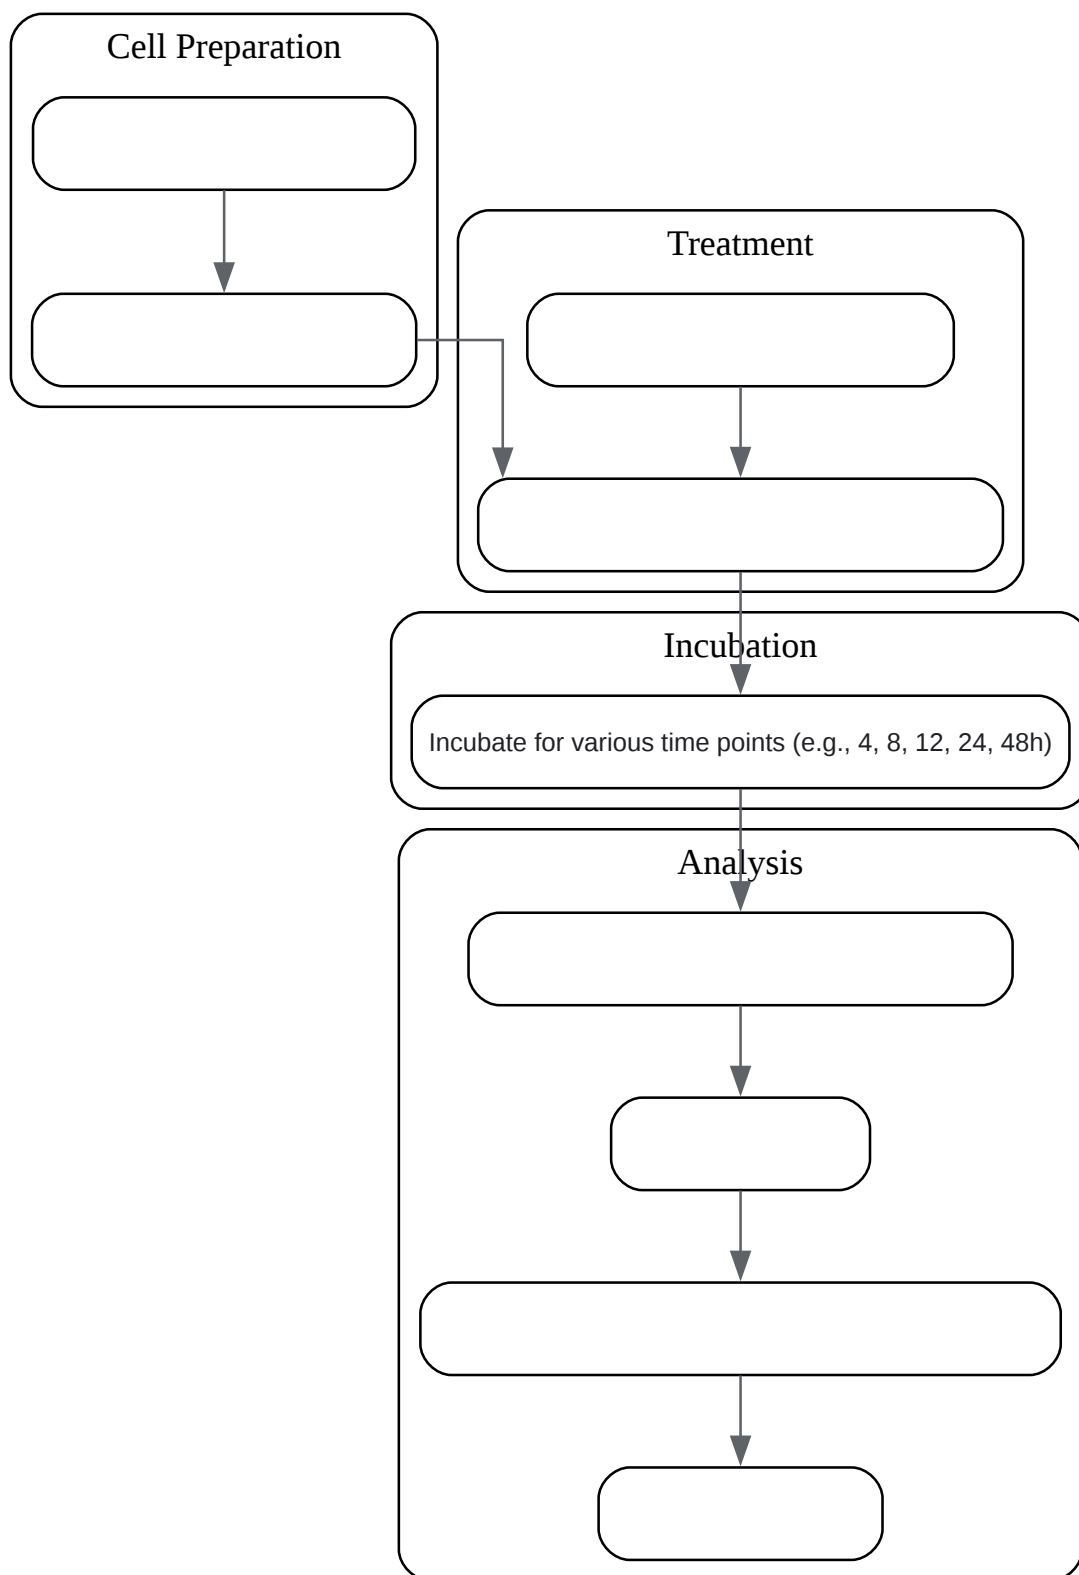 Cell Preparation
Treatment
Incubation
Incubate for various time points (e.g., 4, 8, 12, 24, 48h)
Analysis